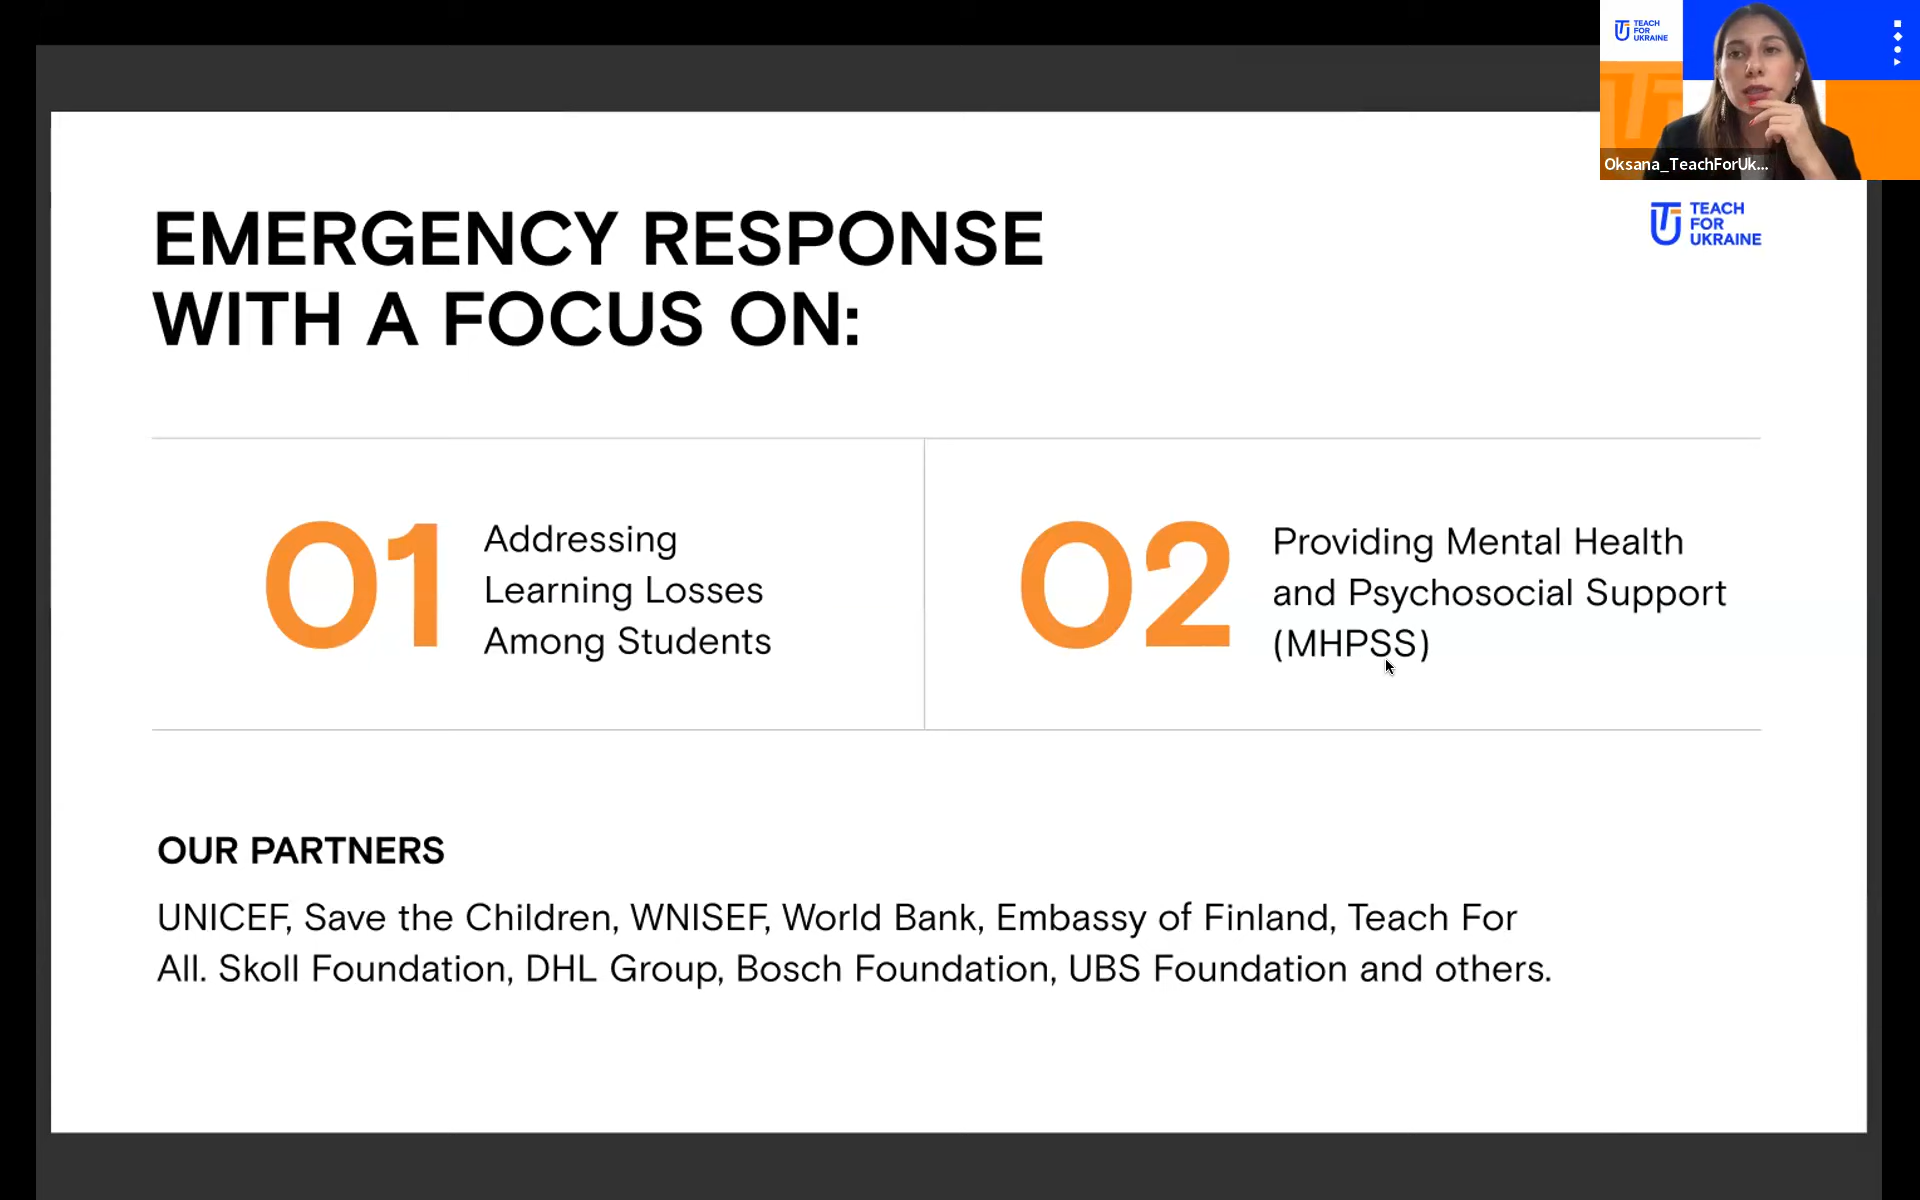 TEACH
FOR
UKRAINE
Oksana_TeachForUk...
TEACH
FOR
UKRAINE
EMERGENCY RESPONSE
WITH A FOCUS ON:
01
Addressing
Learning Losses
Among Students
02
Providing Mental Health
and Psychosocial Support
(MHPSS)
OUR PARTNERS
UNICEF, Save the Children, WNISEF, World Bank, Embassy of Finland, Teach For
All. Skoll Foundation, DHL Group, Bosch Foundation, UBS Foundation and others.